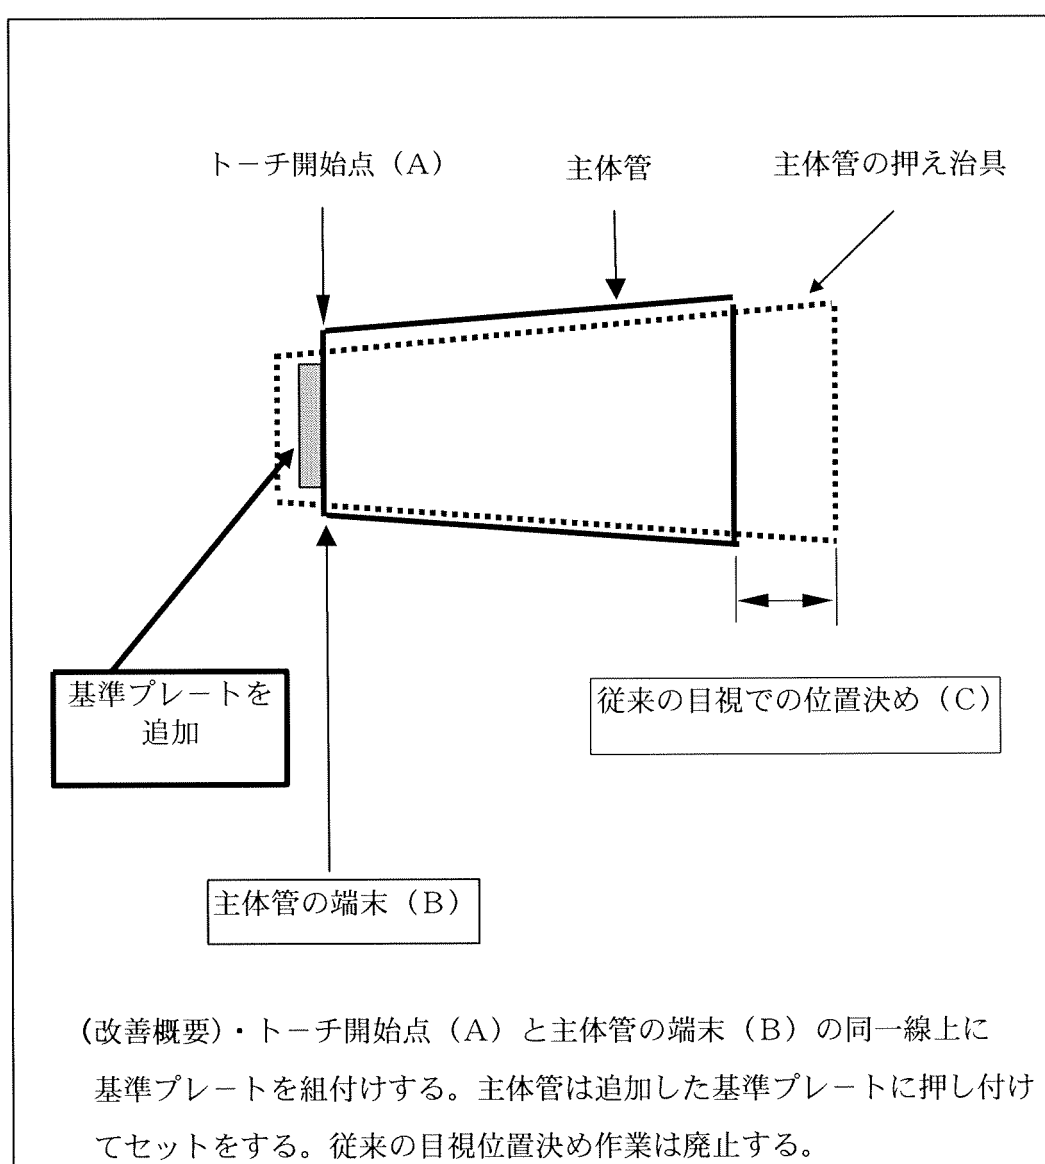 トーチ開始点（A）
主体管
主体管の押え治具
基準プレートを
追加
従来の目視での位置決め（C）
主体管の端末（B）
(改善概要)・トーチ開始点（A）と主体管の端末（B）の同一線上に
基準プレートを組付けする。主体管は追加した基準プレートに押し付け
てセットをする。従来の目視位置決め作業は廃止する。